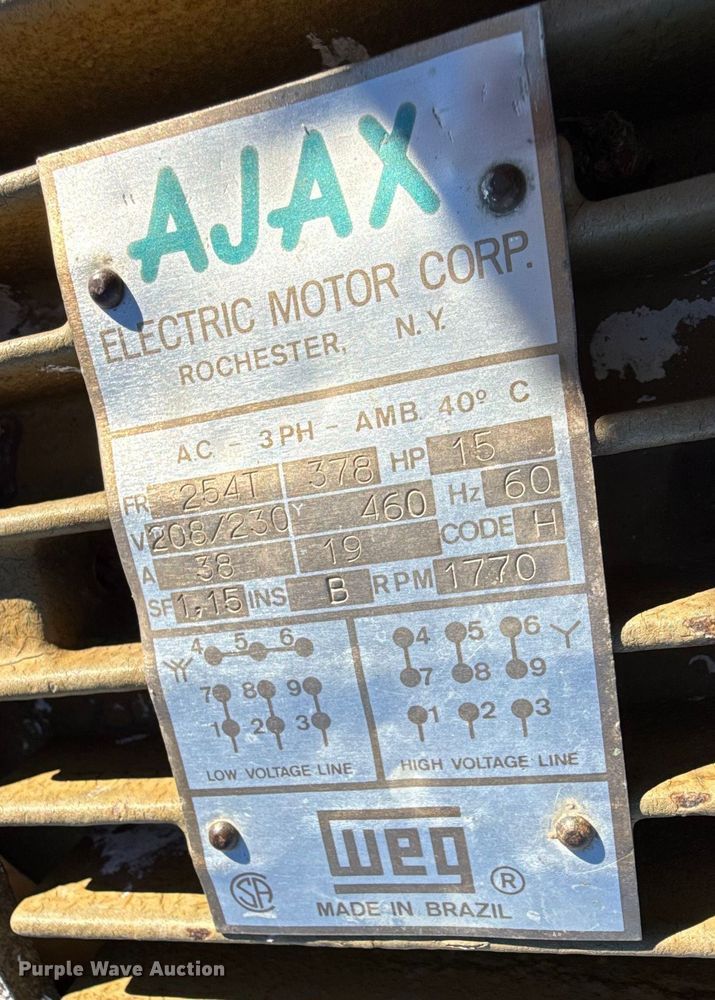 AJAX
ELECTRIC MOTOR CORP.
ROCHESTER, N.Y.
AC - 3PH - AMB. 40° C
FR 254T 378 HP 15
V 208/230 Y 460 Hz 60
A 38 19 CODE H
SF 1,15 INS B RPM 1770
4 5 6
7 8 9
1 2 3
LOW VOLTAGE LINE
4 5 6 Y
7 8 9
1 2 3
HIGH VOLTAGE LINE
weg ®
SA
MADE IN BRAZIL
Purple Wave Auction